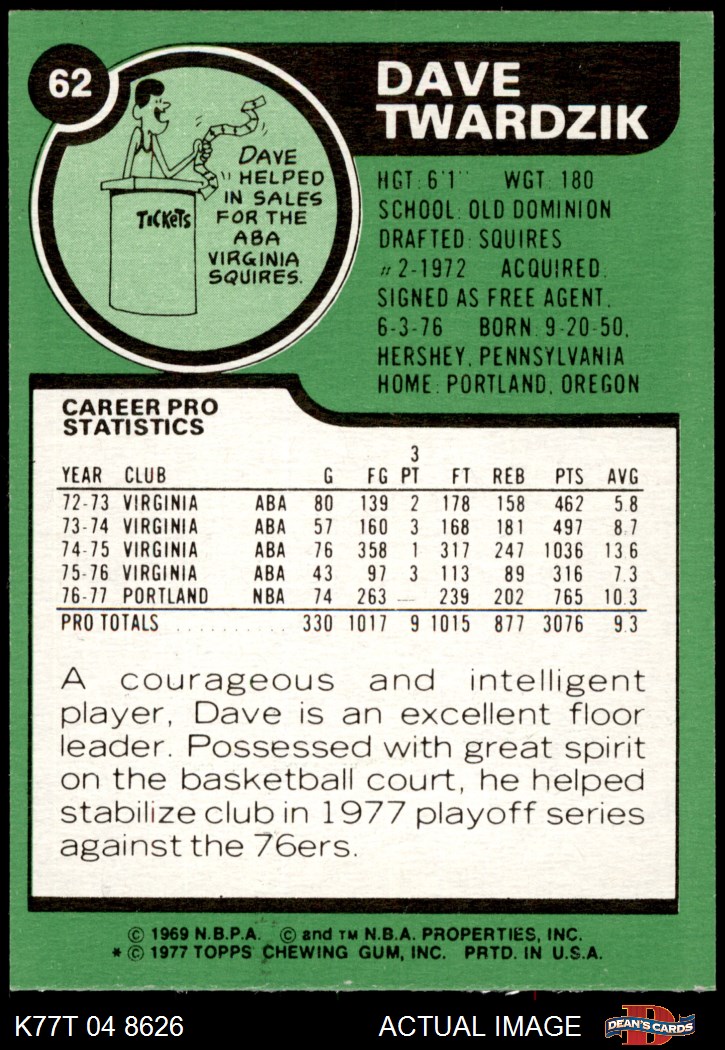 62
DAVE
TWARDZIK
TICKETS
DAVE
HELPED
IN SALES
FOR THE
ABA
VIRGINIA
SQUIRES.
HGT: 6'1" WGT: 180
SCHOOL: OLD DOMINION
DRAFTED: SQUIRES
#2-1972 ACQUIRED:
SIGNED AS FREE AGENT,
6-3-76 BORN: 9-20-50,
HERSHEY, PENNSYLVANIA
HOME: PORTLAND, OREGON
CAREER PRO
STATISTICS
YEAR CLUB G FG 3 PT FT REB PTS AVG
72-73 VIRGINIA ABA 80 139 2 178 158 462 5.8
73-74 VIRGINIA ABA 57 160 3 168 181 497 8.7
74-75 VIRGINIA ABA 76 358 1 317 247 1036 13.6
75-76 VIRGINIA ABA 43 97 3 113 89 316 7.3
76-77 PORTLAND NBA 74 263 — 239 202 765 10.3
PRO TOTALS .......... 330 1017 9 1015 877 3076 9.3
A courageous and intelligent
player, Dave is an excellent floor
leader. Possessed with great spirit
on the basketball court, he helped
stabilize club in 1977 playoff series
against the 76ers.
© 1969 N.B.P.A. © and TM N.B.A. PROPERTIES, INC.
* © 1977 TOPPS CHEWING GUM, INC. PRTD. IN U.S.A.
K77T 04 8626 ACTUAL IMAGE
D
DEAN'S CARDS